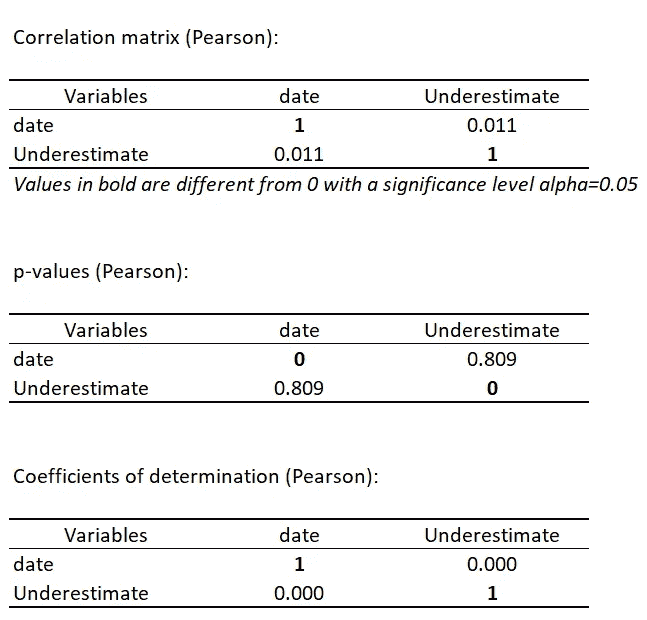 Correlation matrix (Pearson):
Variables date Underestimate
date 1 0.011
Underestimate 0.011 1
Values in bold are different from 0 with a significance level alpha=0.05
p-values (Pearson):
Variables date Underestimate
date 0 0.809
Underestimate 0.809 0
Coefficients of determination (Pearson):
Variables date Underestimate
date 1 0.000
Underestimate 0.000 1